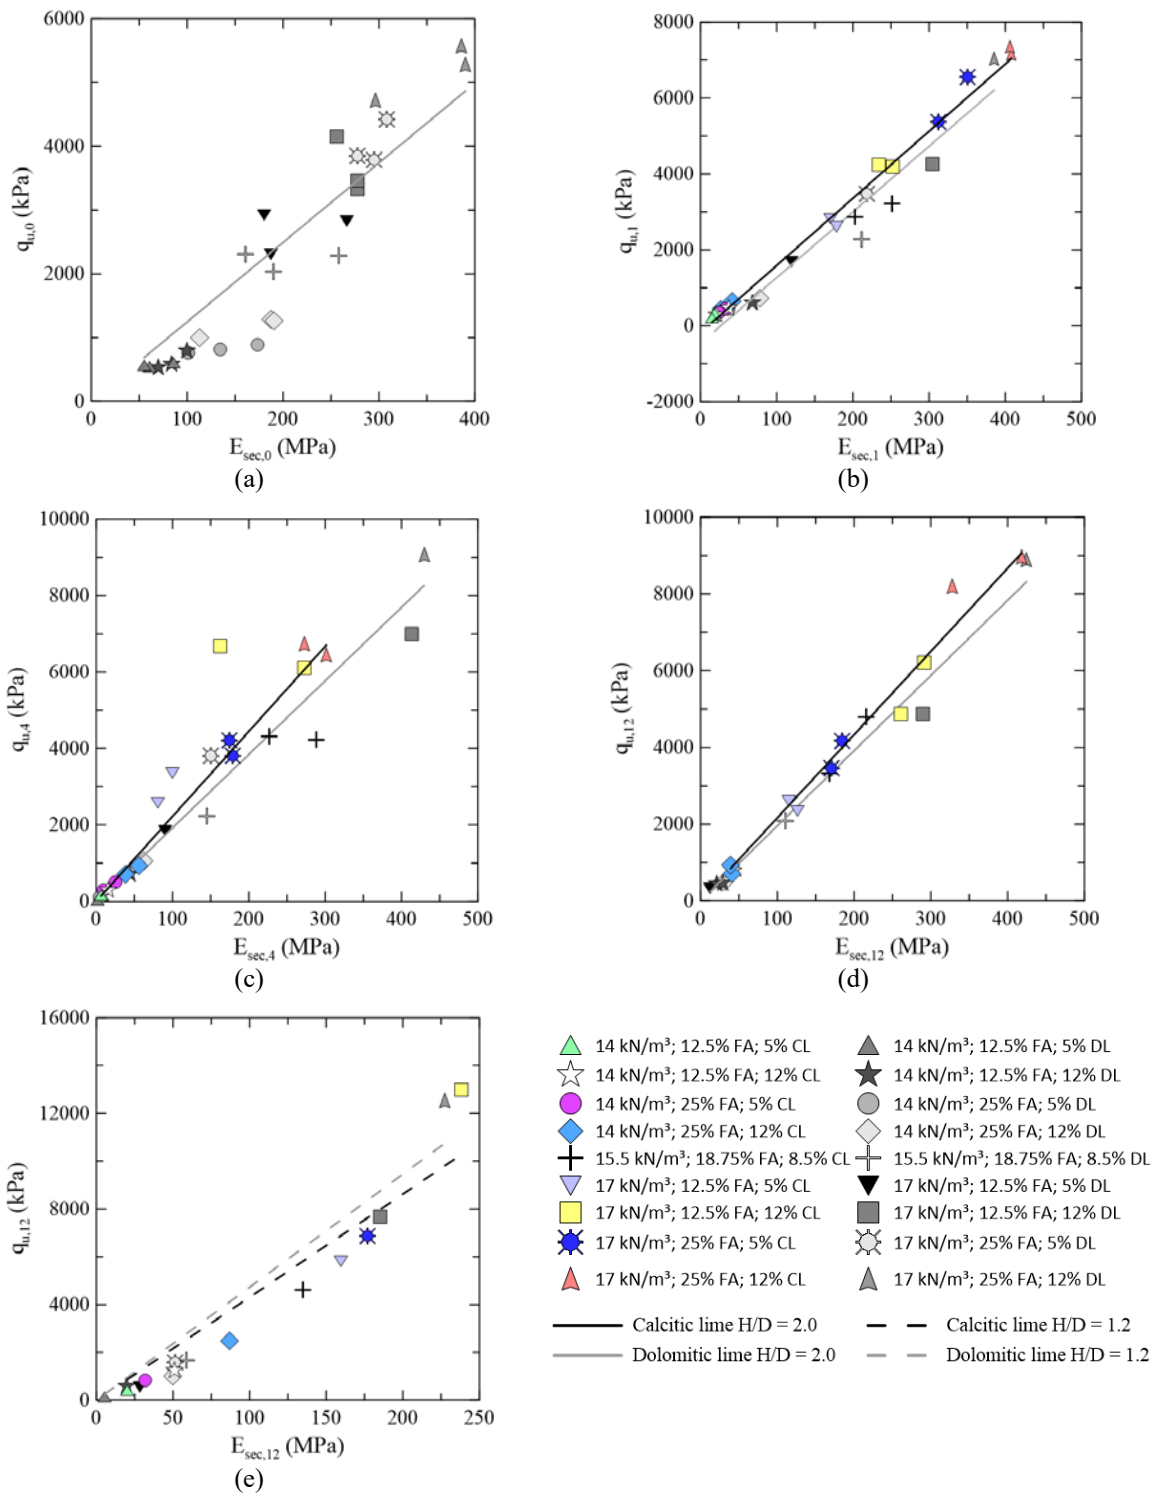 6000
4000
2000
0
0 100 200 300 400
q_u,0 (kPa)
E_sec,0 (MPa)
(a)
8000
6000
4000
2000
0
-2000
0 100 200 300 400 500
q_u,1 (kPa)
E_sec,1 (MPa)
(b)
10000
8000
6000
4000
2000
0
0 100 200 300 400 500
q_u,4 (kPa)
E_sec,4 (MPa)
(c)
10000
8000
6000
4000
2000
0
0 100 200 300 400 500
q_u,12 (kPa)
E_sec,12 (MPa)
(d)
16000
12000
8000
4000
0
0 50 100 150 200 250
q_u,12 (kPa)
E_sec,12 (MPa)
(e)
14 kN/m³; 12.5% FA; 5% CL
14 kN/m³; 12.5% FA; 12% CL
14 kN/m³; 25% FA; 5% CL
14 kN/m³; 25% FA; 12% CL
15.5 kN/m³; 18.75% FA; 8.5% CL
17 kN/m³; 12.5% FA; 5% CL
17 kN/m³; 12.5% FA; 12% CL
17 kN/m³; 25% FA; 5% CL
17 kN/m³; 25% FA; 12% CL
14 kN/m³; 12.5% FA; 5% DL
14 kN/m³; 12.5% FA; 12% DL
14 kN/m³; 25% FA; 5% DL
14 kN/m³; 25% FA; 12% DL
15.5 kN/m³; 18.75% FA; 8.5% DL
17 kN/m³; 12.5% FA; 5% DL
17 kN/m³; 12.5% FA; 12% DL
17 kN/m³; 25% FA; 5% DL
17 kN/m³; 25% FA; 12% DL
Calcitic lime H/D = 2.0
Dolomitic lime H/D = 2.0
Calcitic lime H/D = 1.2
Dolomitic lime H/D = 1.2